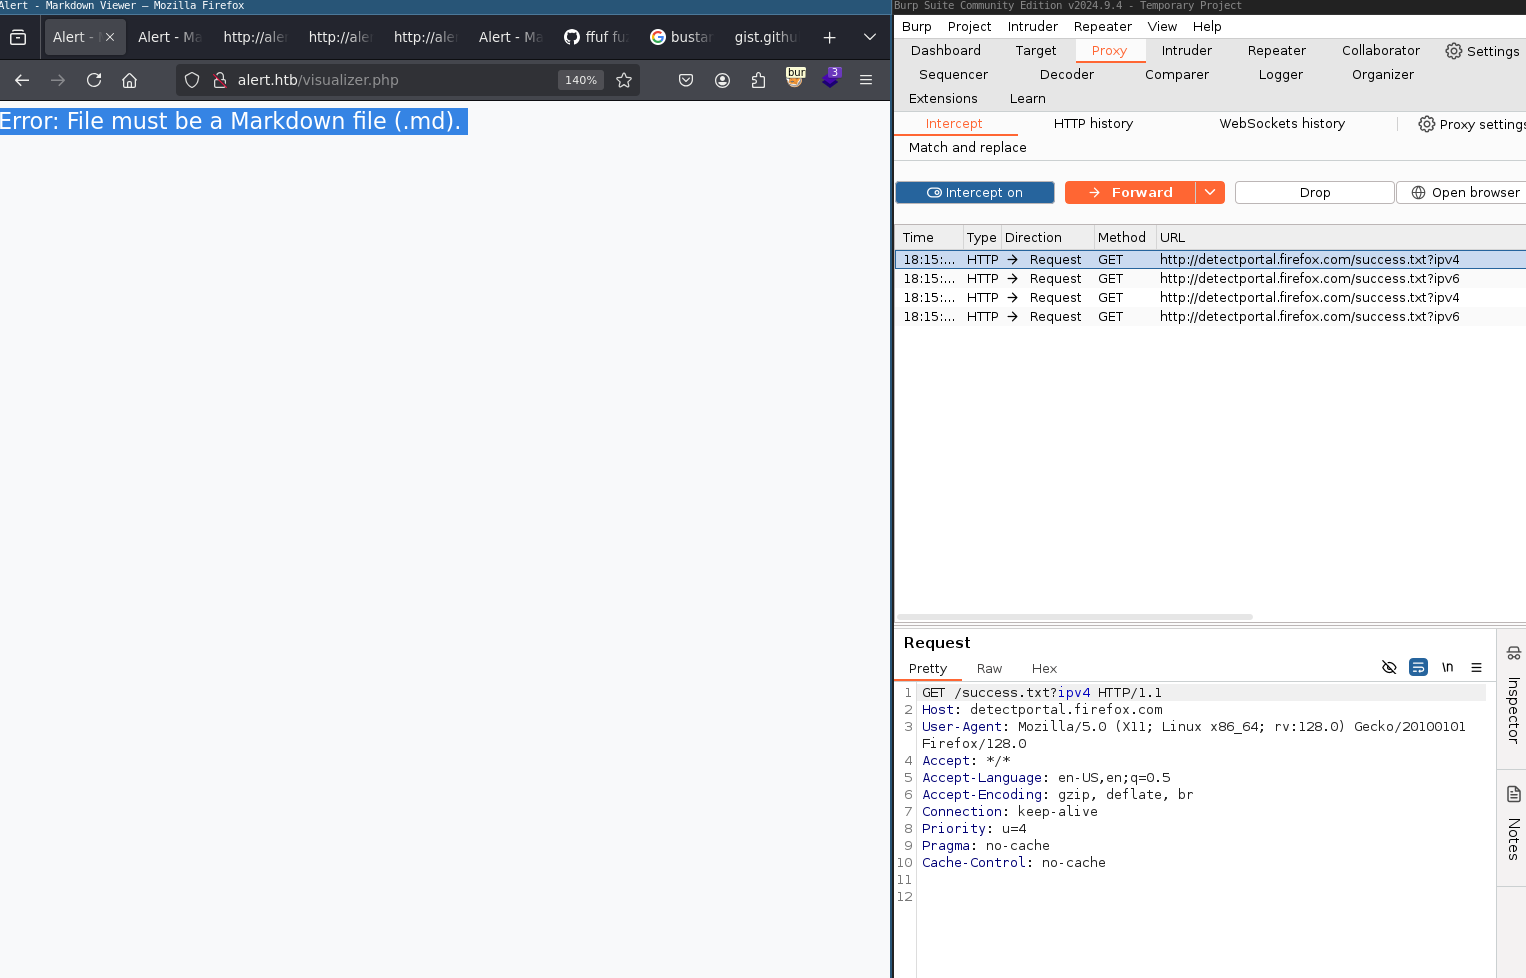 Alert - Markdown Viewer — Mozilla Firefox
Alert -
Alert - Ma
http://aler
http://aler
http://aler
Alert - Ma
ffuf fuz
bustar
gist.githu
alert.htb/visualizer.php
140%
bur
3
Error: File must be a Markdown file (.md).
Burp Suite Community Edition v2024.9.4 - Temporary Project
Burp Project Intruder Repeater View Help
Dashboard Target Proxy Intruder Repeater Collaborator Settings
Sequencer Decoder Comparer Logger Organizer
Extensions Learn
Intercept HTTP history WebSockets history Proxy settings
Match and replace
Intercept on Forward Drop Open browser
Time Type Direction Method URL
18:15:... HTTP → Request GET http://detectportal.firefox.com/success.txt?ipv4
18:15:... HTTP → Request GET http://detectportal.firefox.com/success.txt?ipv6
18:15:... HTTP → Request GET http://detectportal.firefox.com/success.txt?ipv4
18:15:... HTTP → Request GET http://detectportal.firefox.com/success.txt?ipv6
Request
Pretty Raw Hex \n
1 GET /success.txt?ipv4 HTTP/1.1
2 Host: detectportal.firefox.com
3 User-Agent: Mozilla/5.0 (X11; Linux x86_64; rv:128.0) Gecko/20100101
Firefox/128.0
4 Accept: */*
5 Accept-Language: en-US,en;q=0.5
6 Accept-Encoding: gzip, deflate, br
7 Connection: keep-alive
8 Priority: u=4
9 Pragma: no-cache
10 Cache-Control: no-cache
11
12
Inspector
Notes